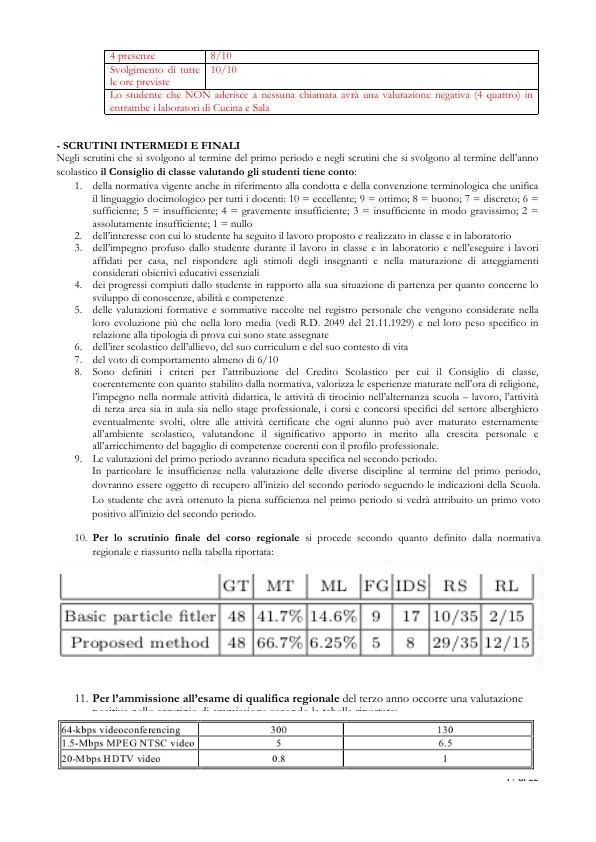 4 presenze 8/10
Svolgimento di tutte 10/10
le ore previste
Lo studente che NON aderisce a nessuna chiamata avrà una valutazione negativa (4 quattro) in
entrambe i laboratori di Cucina e Sala
- SCRUTINI INTERMEDI E FINALI
Negli scrutini che si svolgono al termine del primo periodo e negli scrutini che si svolgono al termine dell'anno
scolastico il Consiglio di classe valutando gli studenti tiene conto:
1. della normativa vigente anche in riferimento alla condotta e della convenzione terminologica che unifica
il linguaggio docimologico per tutti i docenti: 10 = eccellente; 9 = ottimo; 8 = buono; 7 = discreto; 6 =
sufficiente; 5 = insufficiente; 4 = gravemente insufficiente; 3 = insufficiente in modo gravissimo; 2 =
assolutamente insufficiente; 1 = nullo
2. dell'interesse con cui lo studente ha seguito il lavoro proposto e realizzato in classe e in laboratorio
3. dell'impegno profuso dallo studente durante il lavoro in classe e in laboratorio e nell'eseguire i lavori
affidati per casa, nel rispondere agli stimoli degli insegnanti e nella maturazione di atteggiamenti
considerati obiettivi educativi essenziali
4. dei progressi compiuti dallo studente in rapporto alla sua situazione di partenza per quanto concerne lo
sviluppo di conoscenze, abilità e competenze
5. delle valutazioni formative e sommative raccolte nel registro personale che vengono considerate nella
loro evoluzione più che nella loro media (vedi R.D. 2049 del 21.11.1929) e nel loro peso specifico in
relazione alla tipologia di prova cui sono state assegnate
6. dell'iter scolastico dell'allievo, del suo curriculum e del suo contesto di vita
7. del voto di comportamento almeno di 6/10
8. Sono definiti i criteri per l'attribuzione del Credito Scolastico per cui il Consiglio di classe,
coerentemente con quanto stabilito dalla normativa, valorizza le esperienze maturate nell'ora di religione,
l'impegno nella normale attività didattica, le attività di tirocinio nell'alternanza scuola – lavoro, l'attività
di terza area sia in aula sia nello stage professionale, i corsi e concorsi specifici del settore alberghiero
eventualmente svolti, oltre alle attività certificate che ogni alunno può aver maturato esternamente
all'ambiente scolastico, valutandone il significativo apporto in merito alla crescita personale e
all'arricchimento del bagaglio di competenze coerenti con il profilo professionale.
9. Le valutazioni del primo periodo avranno ricaduta specifica nel secondo periodo.
In particolare le insufficienze nella valutazione delle diverse discipline al termine del primo periodo,
dovranno essere oggetto di recupero all'inizio del secondo periodo seguendo le indicazioni della Scuola.
Lo studente che avrà ottenuto la piena sufficienza nel primo periodo si vedrà attribuito un primo voto
positivo all'inizio del secondo periodo.
10. Per lo scrutinio finale del corso regionale si procede secondo quanto definito dalla normativa
regionale e riassunto nella tabella riportata:
GT MT ML FG IDS RS RL
Basic particle fitler 48 41.7% 14.6% 9 17 10/35 2/15
Proposed method 48 66.7% 6.25% 5 8 29/35 12/15
11. Per l'ammissione all'esame di qualifica regionale del terzo anno occorre una valutazione
64-kbps videoconferencing 300 130
1.5-Mbps MPEG NTSC video 5 6.5
20-Mbps HDTV video 0.8 1